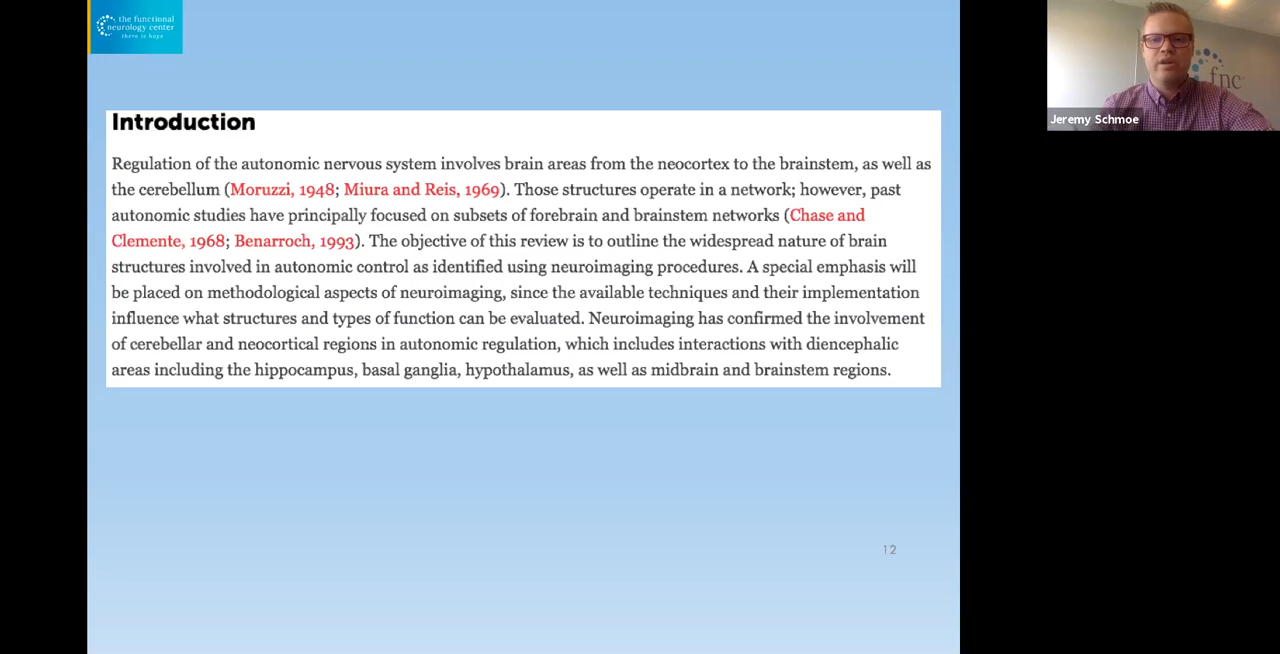 the functional
neurology center
there is hope
fnc
Jeremy Schmoe
Introduction
Regulation of the autonomic nervous system involves brain areas from the neocortex to the brainstem, as well as
the cerebellum (Moruzzi, 1948; Miura and Reis, 1969). Those structures operate in a network; however, past
autonomic studies have principally focused on subsets of forebrain and brainstem networks (Chase and
Clemente, 1968; Benarroch, 1993). The objective of this review is to outline the widespread nature of brain
structures involved in autonomic control as identified using neuroimaging procedures. A special emphasis will
be placed on methodological aspects of neuroimaging, since the available techniques and their implementation
influence what structures and types of function can be evaluated. Neuroimaging has confirmed the involvement
of cerebellar and neocortical regions in autonomic regulation, which includes interactions with diencephalic
areas including the hippocampus, basal ganglia, hypothalamus, as well as midbrain and brainstem regions.
12